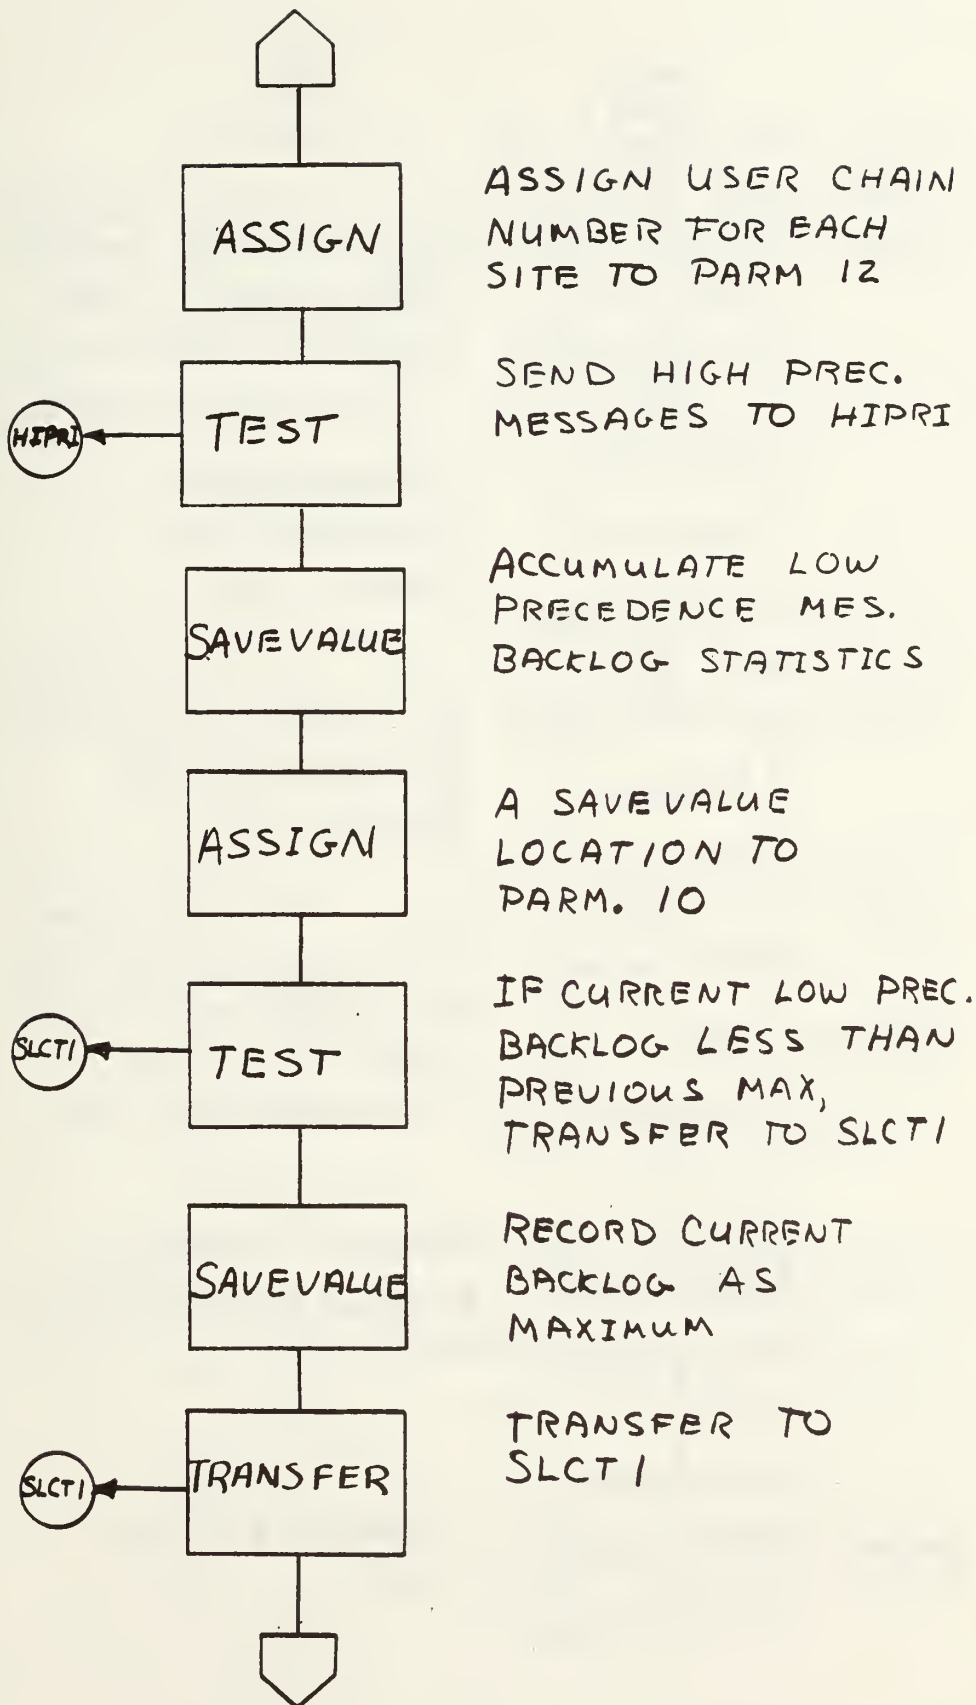 ASSIGN
ASSIGN USER CHAIN
NUMBER FOR EACH
SITE TO PARM 12
HIPRI
TEST
SEND HIGH PREC.
MESSAGES TO HIPRI
SAVEVALUE
ACCUMULATE LOW
PRECEDENCE MES.
BACKLOG STATISTICS
ASSIGN
A SAVEVALUE
LOCATION TO
PARM. 10
SLCT1
TEST
IF CURRENT LOW PREC.
BACKLOG LESS THAN
PREVIOUS MAX,
TRANSFER TO SLCT1
SAVEVALUE
RECORD CURRENT
BACKLOG AS
MAXIMUM
SLCT1
TRANSFER
TRANSFER TO
SLCT1